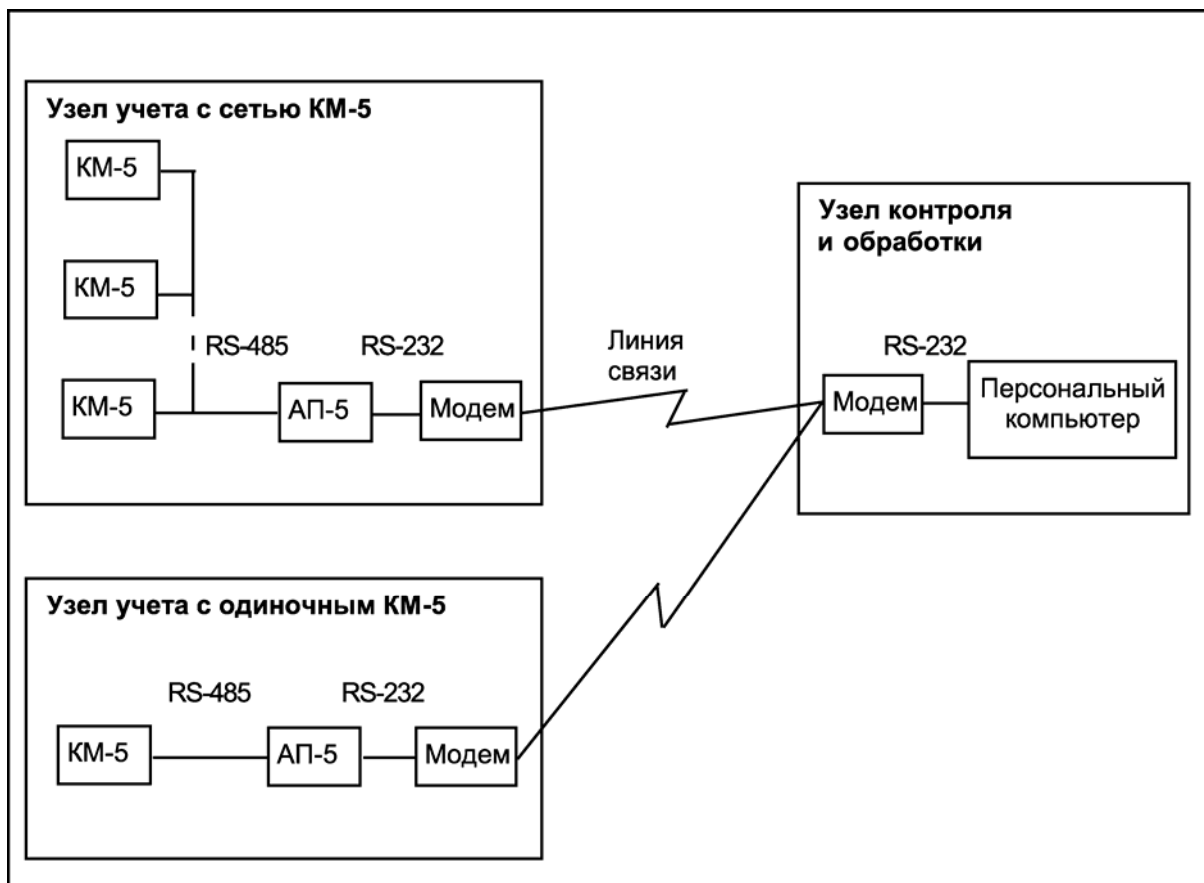 Узел учета с сетью КМ-5
КМ-5
КМ-5
RS-485
RS-232
КМ-5
АП-5
Модем
Линия
связи
Узел контроля
и обработки
RS-232
Модем
Персональный
компьютер
Узел учета с одиночным КМ-5
RS-485
RS-232
КМ-5
АП-5
Модем